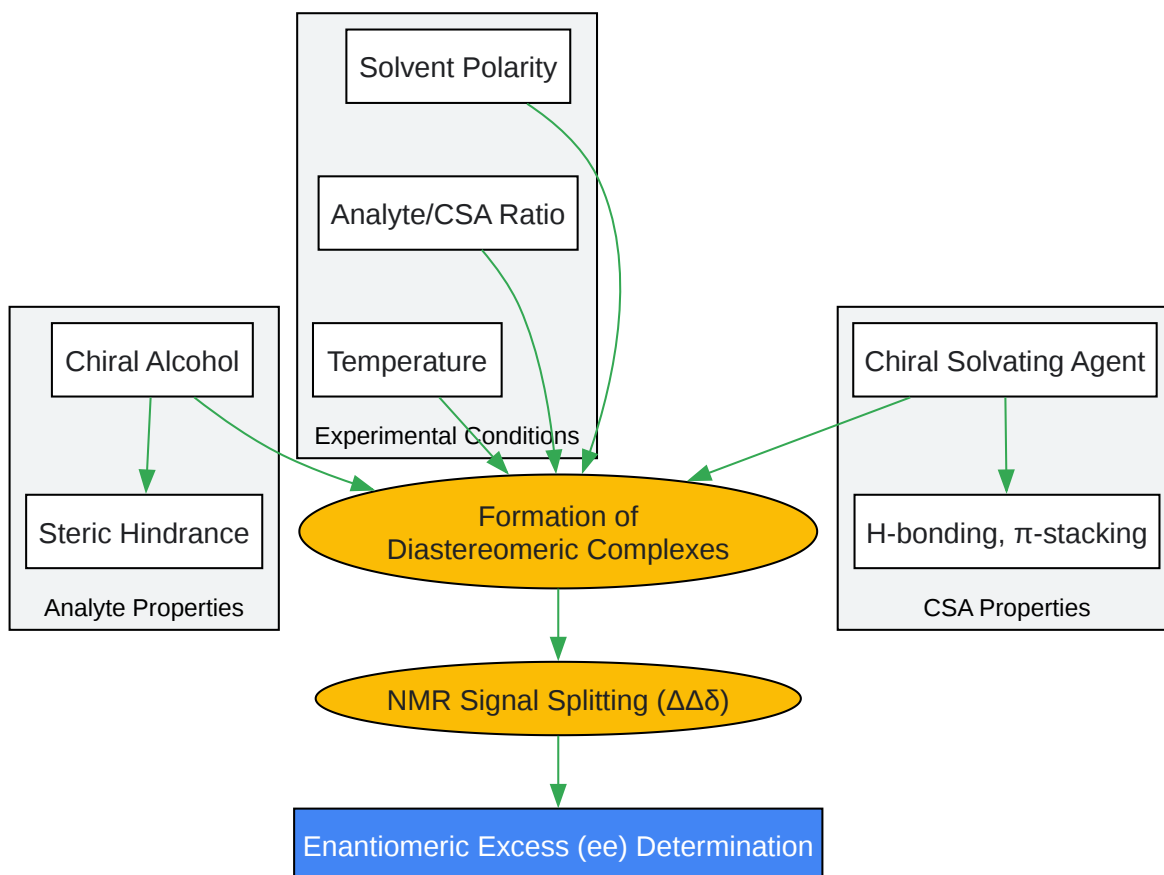 Solvent Polarity
Analyte/CSA Ratio
Chiral Alcohol
Temperature
Chiral Solvating Agent
Experimental Conditions
Steric Hindrance
Formation of
Diastereomeric Complexes
H-bonding, π-stacking
Analyte Properties
CSA Properties
NMR Signal Splitting (ΔΔδ)
Enantiomeric Excess (ee) Determination